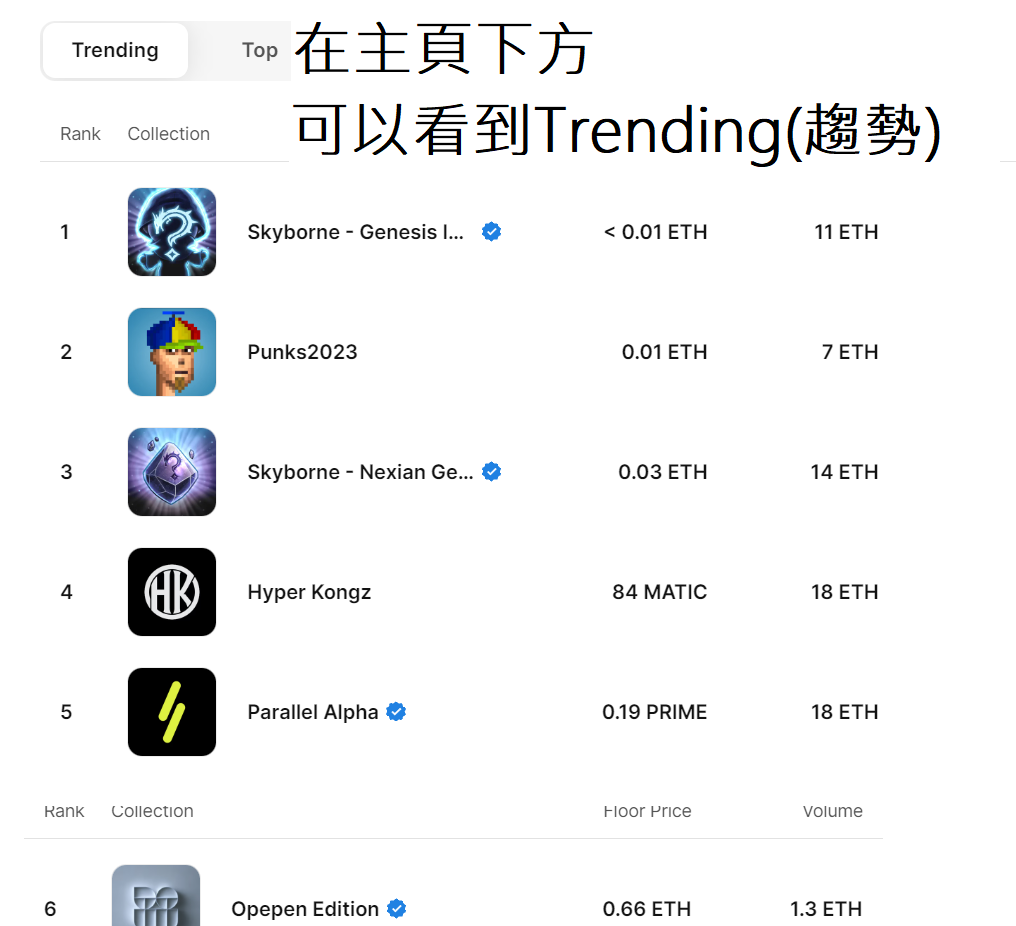 Trending Top 在主頁下方
可以看到Trending(趨勢)
Rank Collection
1 Skyborne - Genesis I... < 0.01 ETH 11 ETH
2 Punks2023 0.01 ETH 7 ETH
3 Skyborne - Nexian Ge... 0.03 ETH 14 ETH
HK
4 Hyper Kongz 84 MATIC 18 ETH
5 Parallel Alpha 0.19 PRIME 18 ETH
Rank Collection Floor Price Volume
6 Opepen Edition 0.66 ETH 1.3 ETH